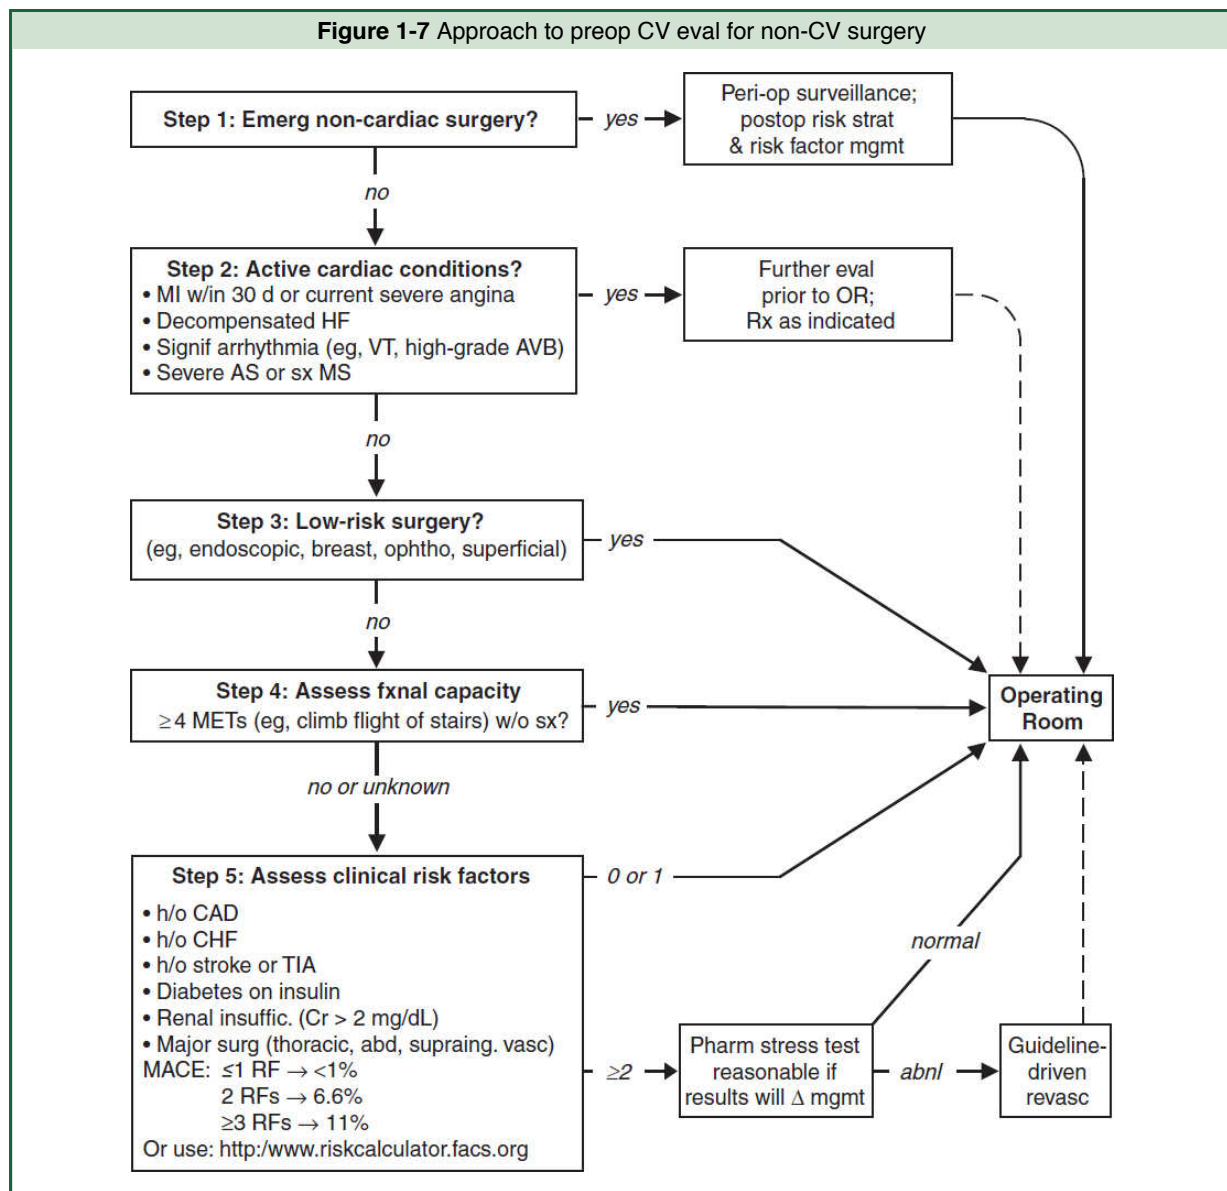 Figure 1-7 Approach to preop CV eval for non-CV surgery
Step 1: Emerg non-cardiac surgery?
yes
Peri-op surveillance;
postop risk strat
& risk factor mgmt
no
Step 2: Active cardiac conditions?
• MI w/in 30 d or current severe angina
• Decompensated HF
• Signif arrhythmia (eg, VT, high-grade AVB)
• Severe AS or sx MS
yes
Further eval
prior to OR;
Rx as indicated
no
Step 3: Low-risk surgery?
(eg, endoscopic, breast, ophtho, superficial)
yes
no
Step 4: Assess fxnal capacity
≥4 METs (eg, climb flight of stairs) w/o sx?
yes
Operating
Room
no or unknown
Step 5: Assess clinical risk factors
• h/o CAD
• h/o CHF
• h/o stroke or TIA
• Diabetes on insulin
• Renal insuffic. (Cr > 2 mg/dL)
• Major surg (thoracic, abd, supraing. vasc)
MACE: ≤1 RF → <1%
2 RFs → 6.6%
≥3 RFs → 11%
Or use: http:/www.riskcalculator.facs.org
0 or 1
normal
≥2
Pharm stress test
reasonable if
results will Δ mgmt
abnl
Guideline-
driven
revasc